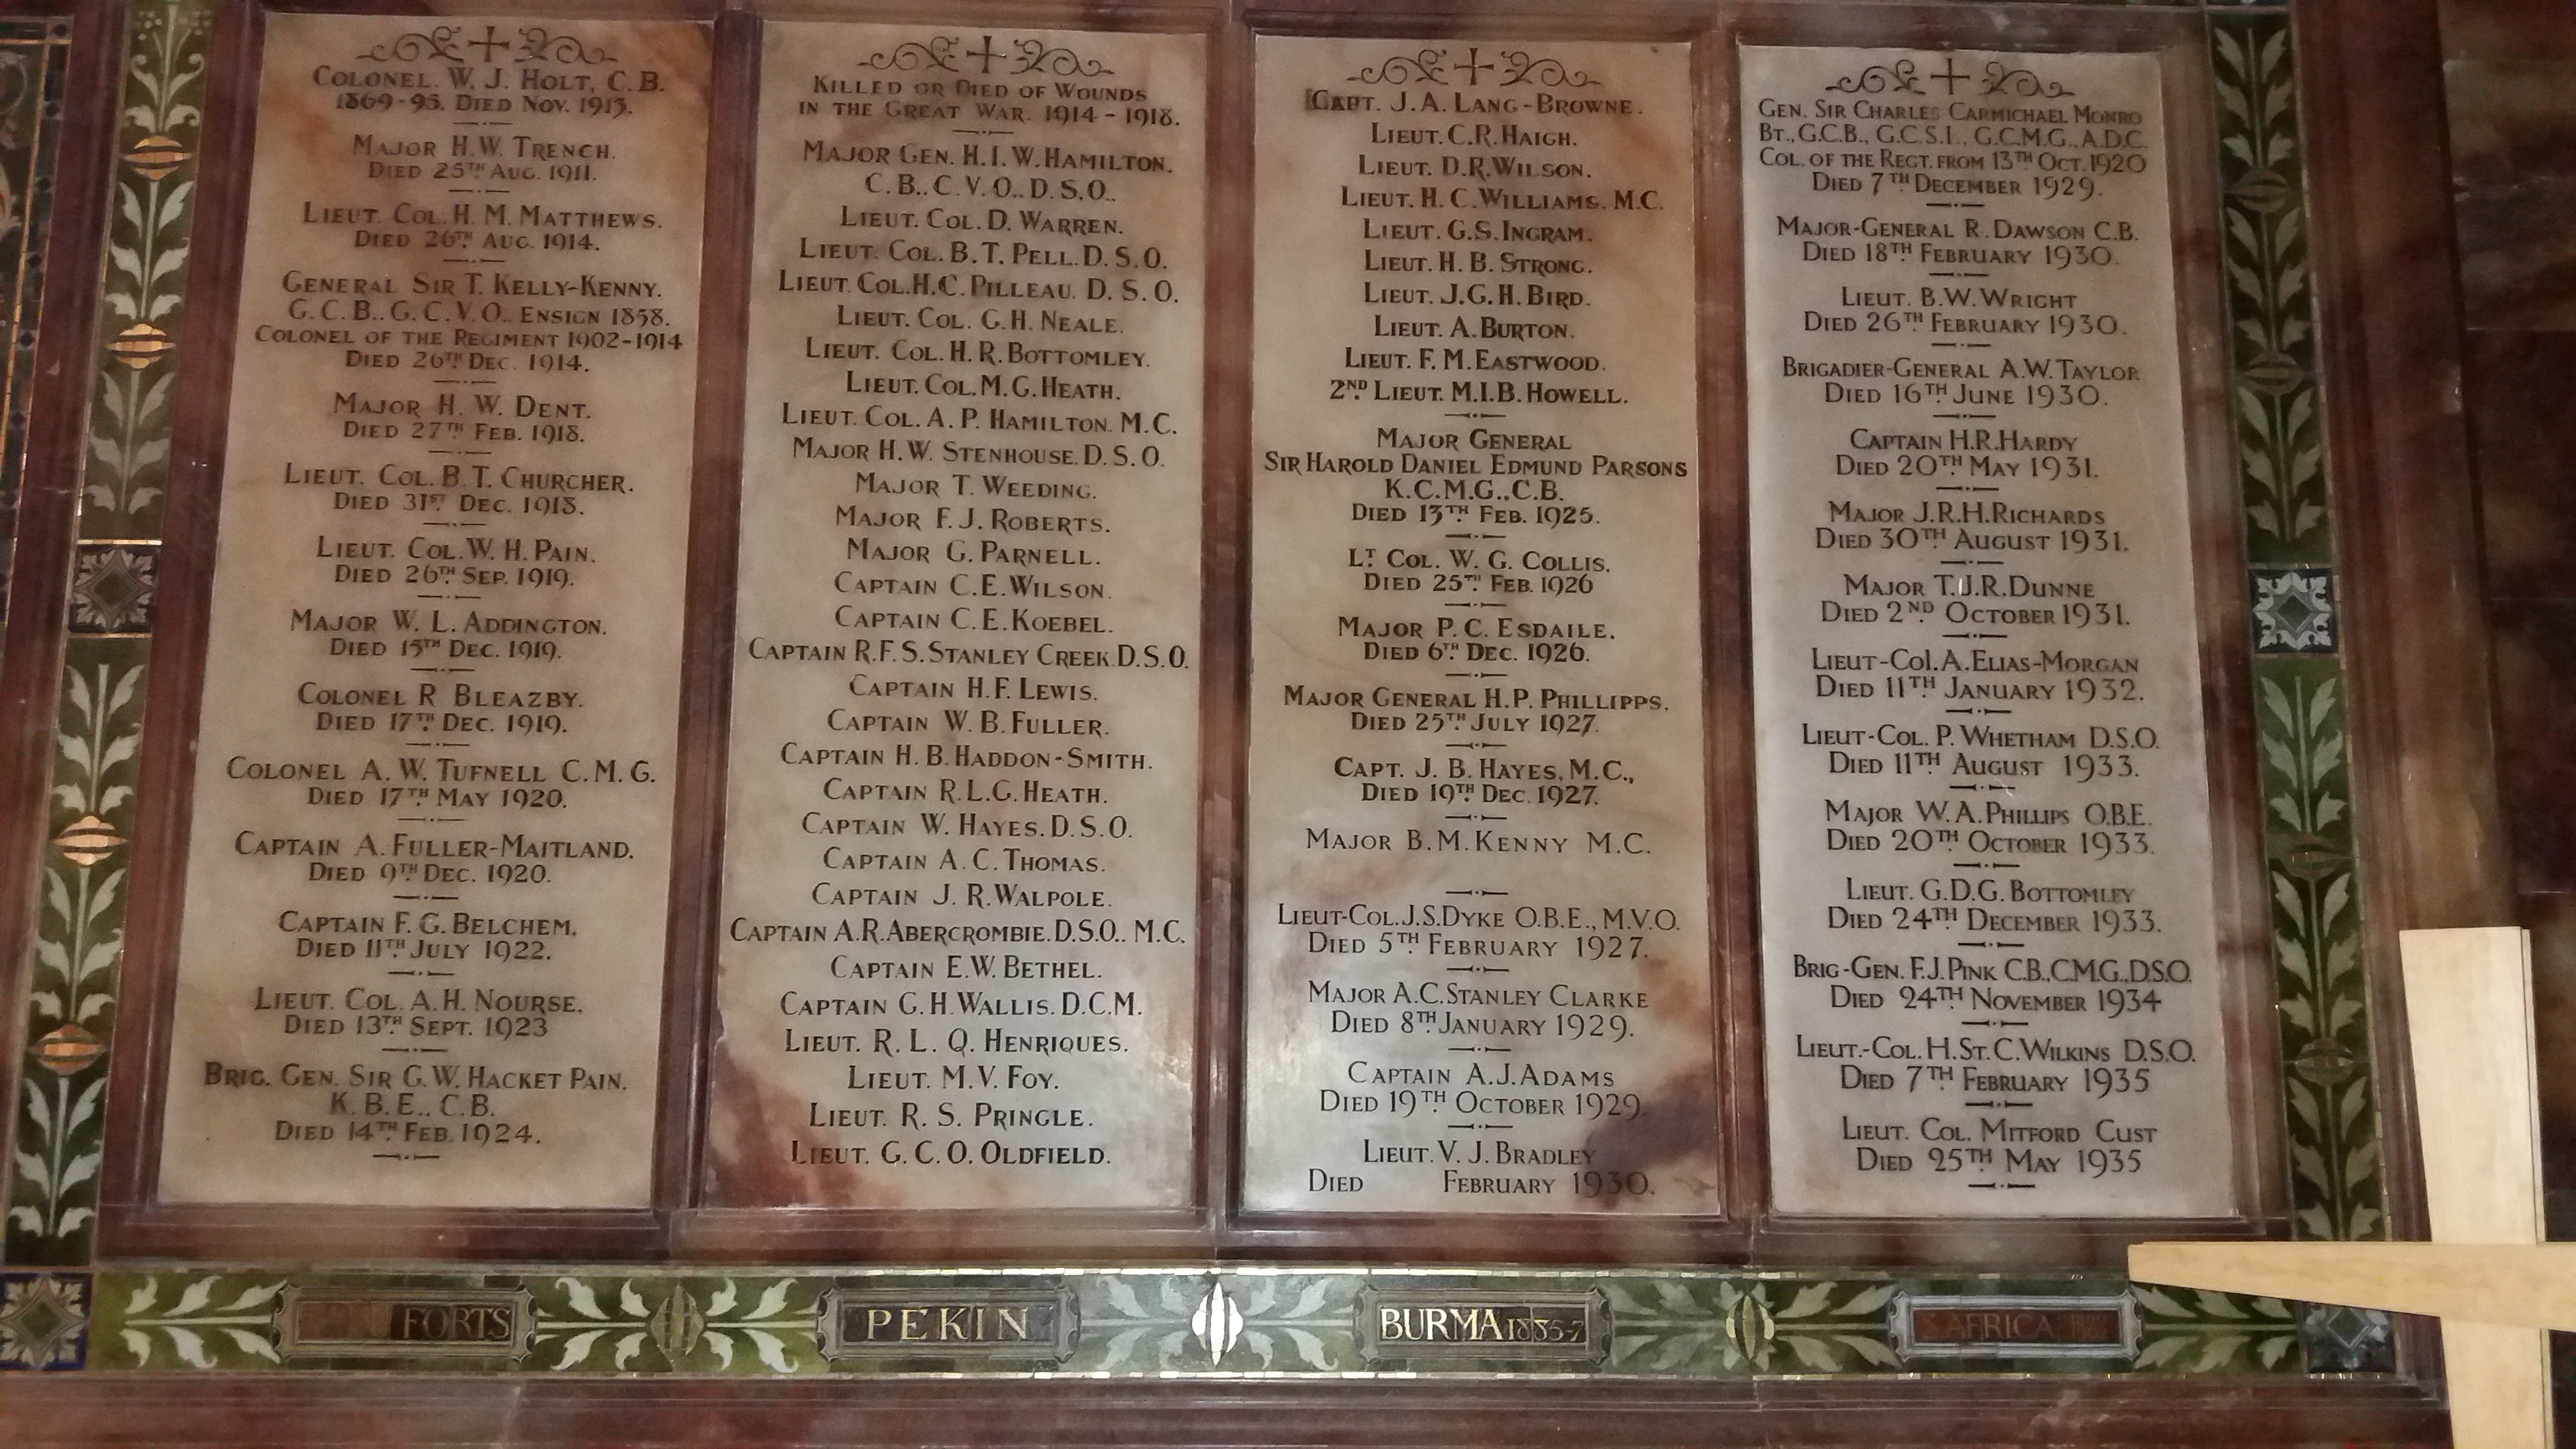 COLONEL. W. J. HOLT, C. B.
1869-95. DIED NOV. 1913.
MAJOR H.W. TRENCH.
DIED 25TH AUG. 1911.
LIEUT. COL. H. M. MATTHEWS.
DIED 26TH AUG. 1914.
GENERAL SIR T. KELLY-KENNY.
G. C. B.. G. C. V. O.. ENSIGN 1858.
COLONEL OF THE REGIMENT 1902-1914
DIED 26TH DEC. 1914.
MAJOR H. W. DENT.
DIED 27TH FEB. 1918.
LIEUT. COL. B. T. CHURCHER.
DIED 31ST DEC. 1918.
LIEUT. COL. W. H. PAIN.
DIED 26TH SEP. 1919.
MAJOR W. L. ADDINGTON.
DIED 15TH DEC. 1919.
COLONEL R BLEAZBY.
DIED 17TH DEC. 1919.
COLONEL A. W. TUFNELL C. M. G.
DIED 17TH MAY 1920.
CAPTAIN A. FULLER-MAITLAND.
DIED 9TH DEC. 1920.
CAPTAIN F. G. BELCHEM.
DIED 11TH JULY 1922.
LIEUT. COL. A. H. NOURSE.
DIED 13TH SEPT. 1923
BRIG. GEN. SIR G. W. HACKET PAIN.
K. B. E.. C. B.
DIED 14TH FEB. 1924.
KILLED OR DIED OF WOUNDS
IN THE GREAT WAR. 1914 - 1918.
MAJOR GEN. H. I. W. HAMILTON.
C. B.. C. V. O.. D. S. O..
LIEUT. COL. D. WARREN.
LIEUT. COL. B. T. PELL. D. S. O.
LIEUT. COL. H. C. PILLEAU. D. S. O.
LIEUT. COL. G. H. NEALE.
LIEUT. COL. H. R. BOTTOMLEY.
LIEUT. COL. M. G. HEATH.
LIEUT. COL. A. P. HAMILTON. M. C.
MAJOR H. W. STENHOUSE. D. S. O.
MAJOR T. WEEDING.
MAJOR F. J. ROBERTS.
MAJOR G. PARNELL.
CAPTAIN C. E. WILSON.
CAPTAIN C. E. KOEBEL.
CAPTAIN R. F. S. STANLEY CREEK. D. S. O.
CAPTAIN H. F. LEWIS.
CAPTAIN W. B. FULLER.
CAPTAIN H. B. HADDON-SMITH.
CAPTAIN R. L. G. HEATH.
CAPTAIN W. HAYES. D. S. O.
CAPTAIN A. C. THOMAS.
CAPTAIN J. R. WALPOLE.
CAPTAIN A. R. ABERCROMBIE. D. S. O.. M. C.
CAPTAIN E. W. BETHEL.
CAPTAIN G. H. WALLIS. D. C. M.
LIEUT. R. L. Q. HENRIQUES.
LIEUT. M. V. FOY.
LIEUT. R. S. PRINGLE.
LIEUT. G. C. O. OLDFIELD.
CAPT. J. A. LANG-BROWNE.
LIEUT. C. R. HAIGH.
LIEUT. D. R. WILSON.
LIEUT. H. C. WILLIAMS. M. C.
LIEUT. G. S. INGRAM.
LIEUT. H. B. STRONG.
LIEUT. J. G. H. BIRD.
LIEUT. A. BURTON.
LIEUT. F. M. EASTWOOD.
2ND LIEUT. M. I. B. HOWELL.
MAJOR GENERAL
SIR HAROLD DANIEL EDMUND PARSONS
K. C. M. G.. C. B.
DIED 13TH FEB. 1925.
LT COL. W. G. COLLIS.
DIED 25TH FEB. 1926
MAJOR P. C. ESDAILE.
DIED 6TH DEC. 1926.
MAJOR GENERAL H. P. PHILLIPPS.
DIED 25TH JULY 1927.
CAPT. J. B. HAYES, M. C.,
DIED 19TH DEC. 1927.
MAJOR B. M. KENNY M. C.
LIEUT-COL. J. S. DYKE O.B.E., M.V.O.
DIED 5TH FEBRUARY 1927.
MAJOR A. C. STANLEY CLARKE
DIED 8TH JANUARY 1929.
CAPTAIN A. J. ADAMS
DIED 19TH OCTOBER 1929.
LIEUT. V. J. BRADLEY
DIED FEBRUARY 1930.
GEN. SIR CHARLES CARMICHAEL MONRO
BT., G.C.B., G.C.S.I., G.C.M.G., A.D.C.
COL. OF THE REGT. FROM 13TH OCT. 1920
DIED 7TH DECEMBER 1929.
MAJOR-GENERAL R. DAWSON C.B.
DIED 18TH FEBRUARY 1930.
LIEUT. B. W. WRIGHT
DIED 26TH FEBRUARY 1930.
BRIGADIER-GENERAL A. W. TAYLOR
DIED 16TH JUNE 1930.
CAPTAIN H. R. HARDY
DIED 20TH MAY 1931.
MAJOR J. R. H. RICHARDS
DIED 30TH AUGUST 1931.
MAJOR T. J. R. DUNNE
DIED 2ND OCTOBER 1931.
LIEUT-COL. A. ELIAS-MORGAN
DIED 11TH JANUARY 1932.
LIEUT-COL. P. WHETHAM D.S.O.
DIED 11TH AUGUST 1933.
MAJOR W. A. PHILLIPS O.B.E.
DIED 20TH OCTOBER 1933.
LIEUT. G. D. G. BOTTOMLEY
DIED 24TH DECEMBER 1933.
BRIG-GEN. F. J. PINK C.B., C.M.G., D.S.O.
DIED 24TH NOVEMBER 1934
LIEUT.-COL. H. ST. C. WILKINS D.S.O.
DIED 7TH FEBRUARY 1935
LIEUT. COL. MITFORD CUST
DIED 25TH MAY 1935
FORTS
PEKIN
BURMA 1885-7
S. AFRICA